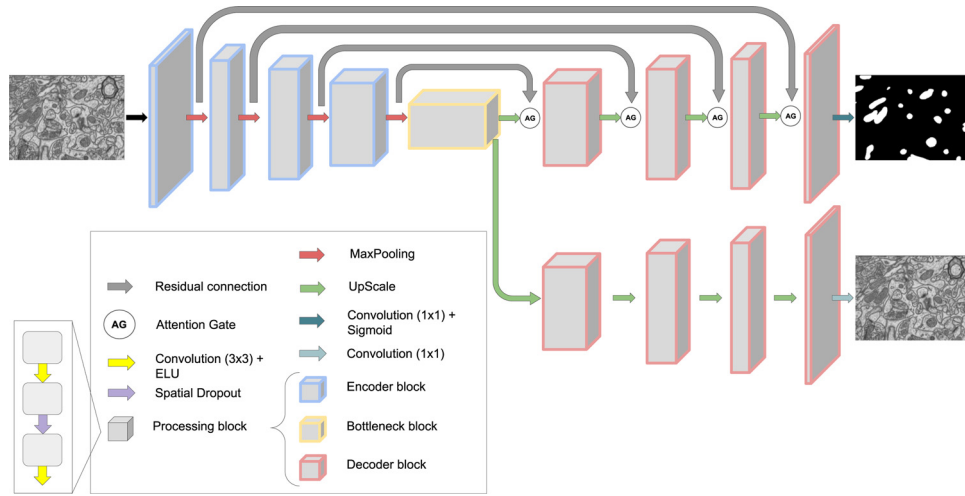 AG
AG
AG
AG
MaxPooling
Residual connection
UpScale
AG
Attention Gate
Convolution (1x1) +
Sigmoid
Convolution (3x3) +
ELU
Convolution (1x1)
Spatial Dropout
Encoder block
Processing block
Bottleneck block
Decoder block